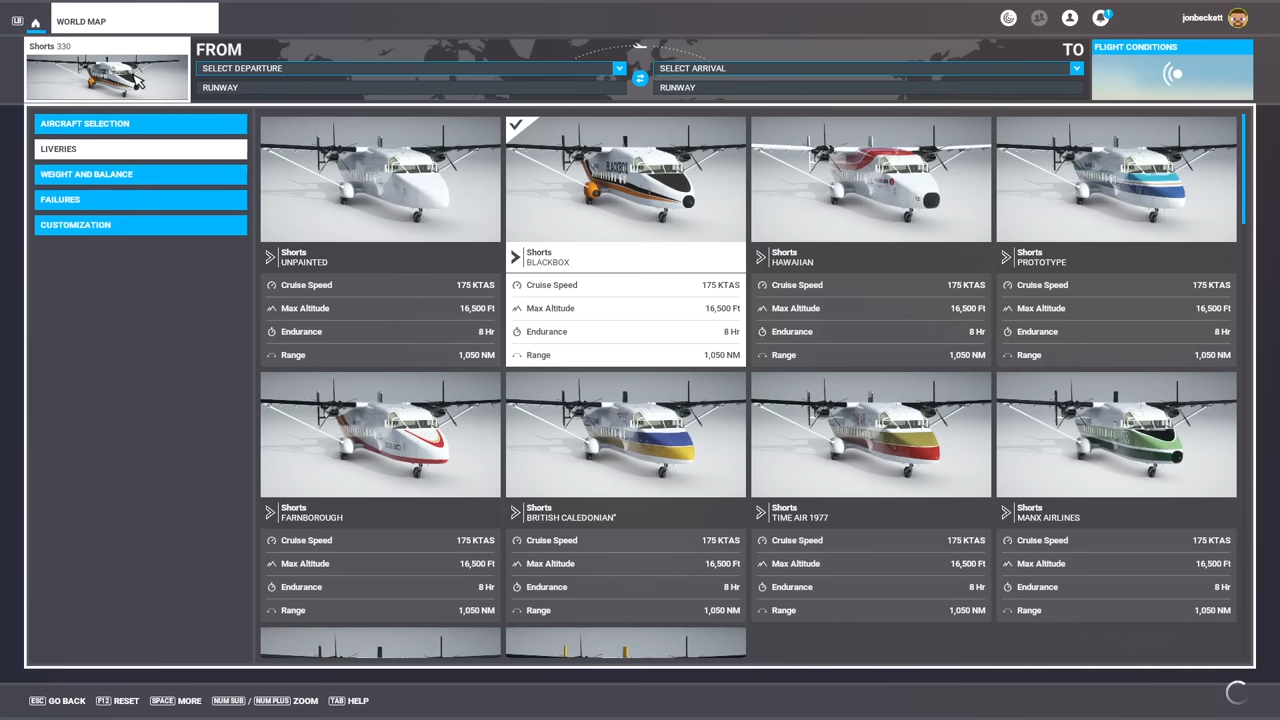 LB
WORLD MAP
1
jonbeckett
Shorts 330
FROM
TO
SELECT DEPARTURE
SELECT ARRIVAL
RUNWAY
RUNWAY
FLIGHT CONDITIONS
AIRCRAFT SELECTION
LIVERIES
WEIGHT AND BALANCE
FAILURES
CUSTOMIZATION
BLACKBOX
Shorts
UNPAINTED
Cruise Speed 175 KTAS
Max Altitude 16,500 Ft
Endurance 8 Hr
Range 1,050 NM
Shorts
BLACKBOX
Cruise Speed 175 KTAS
Max Altitude 16,500 Ft
Endurance 8 Hr
Range 1,050 NM
Shorts
HAWAIIAN
Cruise Speed 175 KTAS
Max Altitude 16,500 Ft
Endurance 8 Hr
Range 1,050 NM
Shorts
PROTOTYPE
Cruise Speed 175 KTAS
Max Altitude 16,500 Ft
Endurance 8 Hr
Range 1,050 NM
Shorts
FARNBOROUGH
Cruise Speed 175 KTAS
Max Altitude 16,500 Ft
Endurance 8 Hr
Range 1,050 NM
Shorts
BRITISH CALEDONIAN"
Cruise Speed 175 KTAS
Max Altitude 16,500 Ft
Endurance 8 Hr
Range 1,050 NM
Shorts
TIME AIR 1977
Cruise Speed 175 KTAS
Max Altitude 16,500 Ft
Endurance 8 Hr
Range 1,050 NM
Shorts
MANX AIRLINES
Cruise Speed 175 KTAS
Max Altitude 16,500 Ft
Endurance 8 Hr
Range 1,050 NM
ESC GO BACK F12 RESET SPACE MORE NUM SUB / NUM PLUS ZOOM TAB HELP